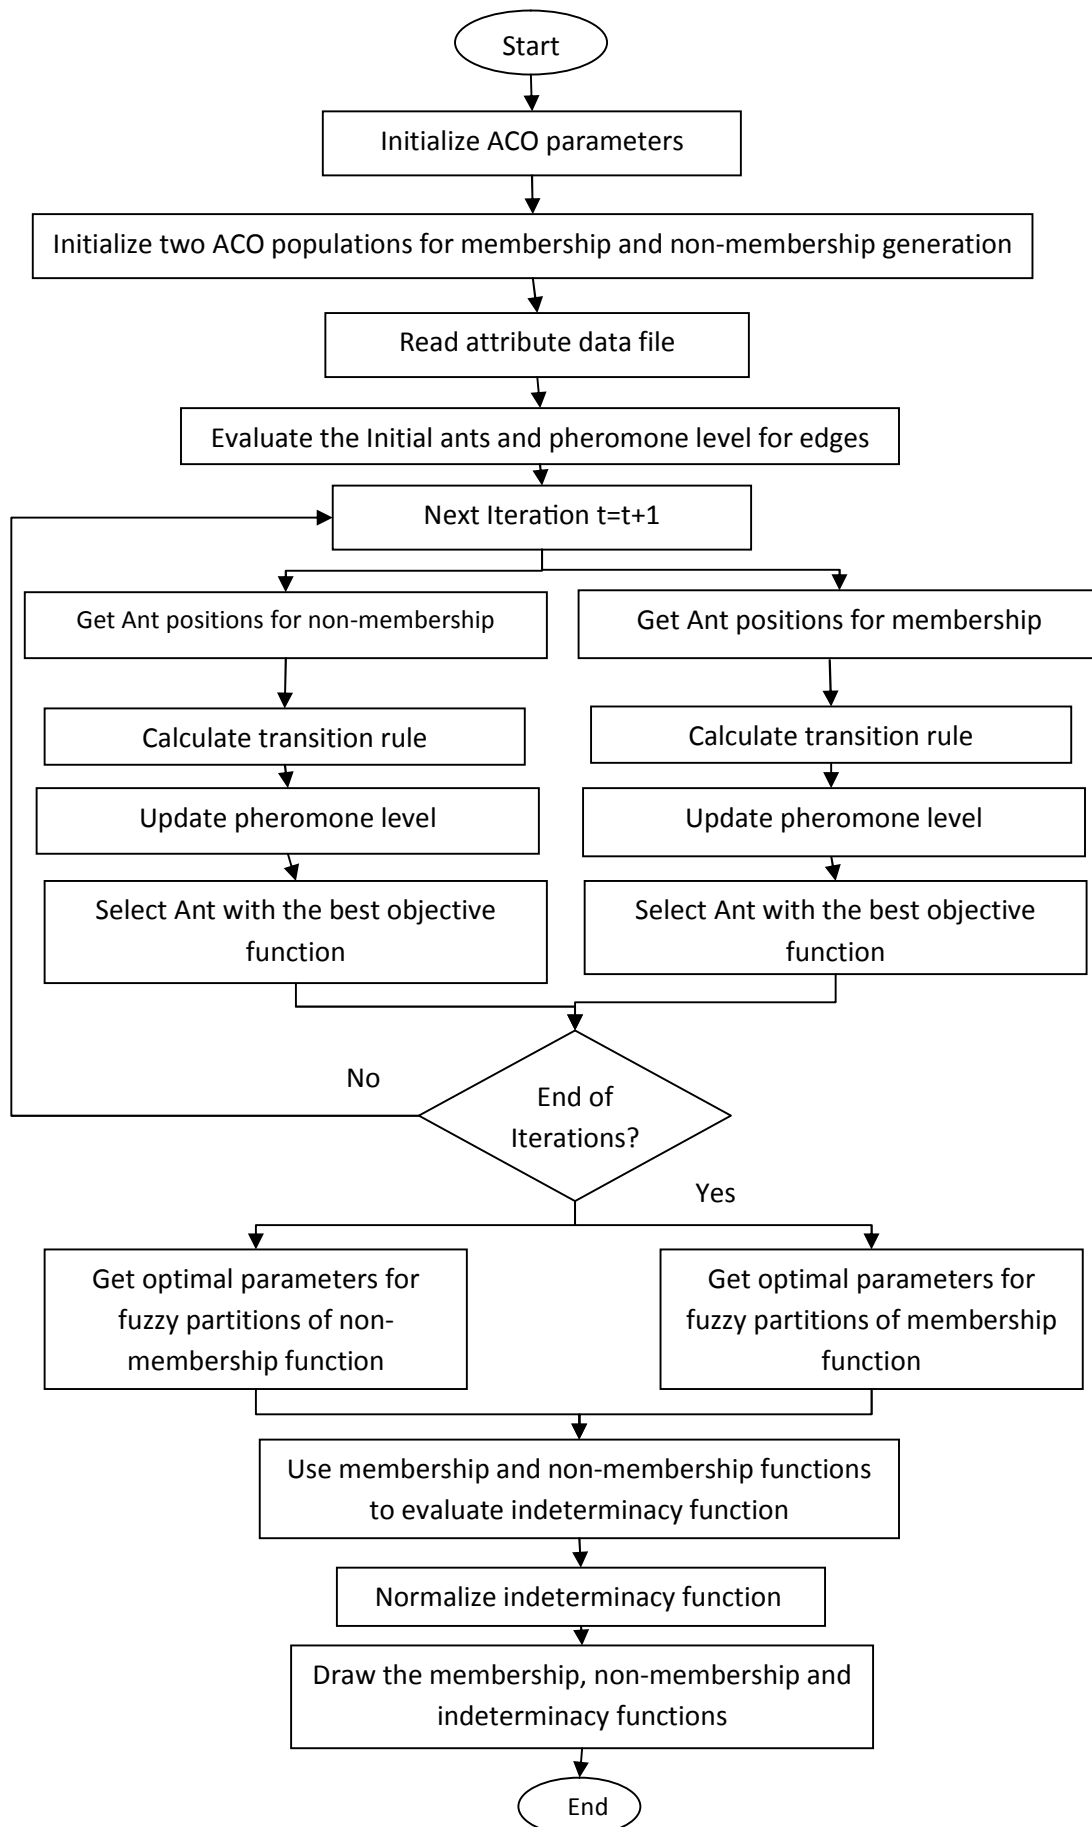 Start
Initialize ACO parameters
Initialize two ACO populations for membership and non-membership generation
Read attribute data file
Evaluate the Initial ants and pheromone level for edges
Next Iteration t=t+1
Get Ant positions for non-membership
Get Ant positions for membership
Calculate transition rule
Calculate transition rule
Update pheromone level
Update pheromone level
Select Ant with the best objective
function
Select Ant with the best objective
function
No
End of
Iterations?
Yes
Get optimal parameters for
fuzzy partitions of non-
membership function
Get optimal parameters for
fuzzy partitions of membership
function
Use membership and non-membership functions
to evaluate indeterminacy function
Normalize indeterminacy function
Draw the membership, non-membership and
indeterminacy functions
End